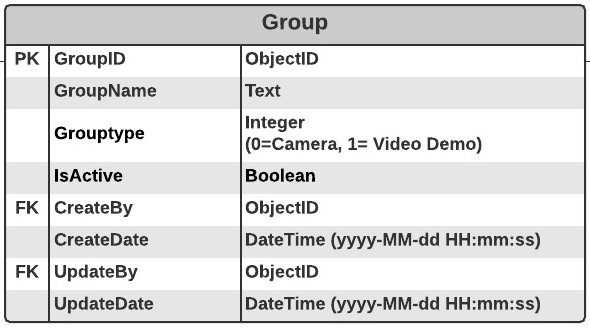 Group
PK GroupID ObjectID
GroupName Text
Grouptype Integer
(0=Camera, 1= Video Demo)
IsActive Boolean
FK CreateBy ObjectID
CreateDate DateTime (yyyy-MM-dd HH:mm:ss)
FK UpdateBy ObjectID
UpdateDate DateTime (yyyy-MM-dd HH:mm:ss)